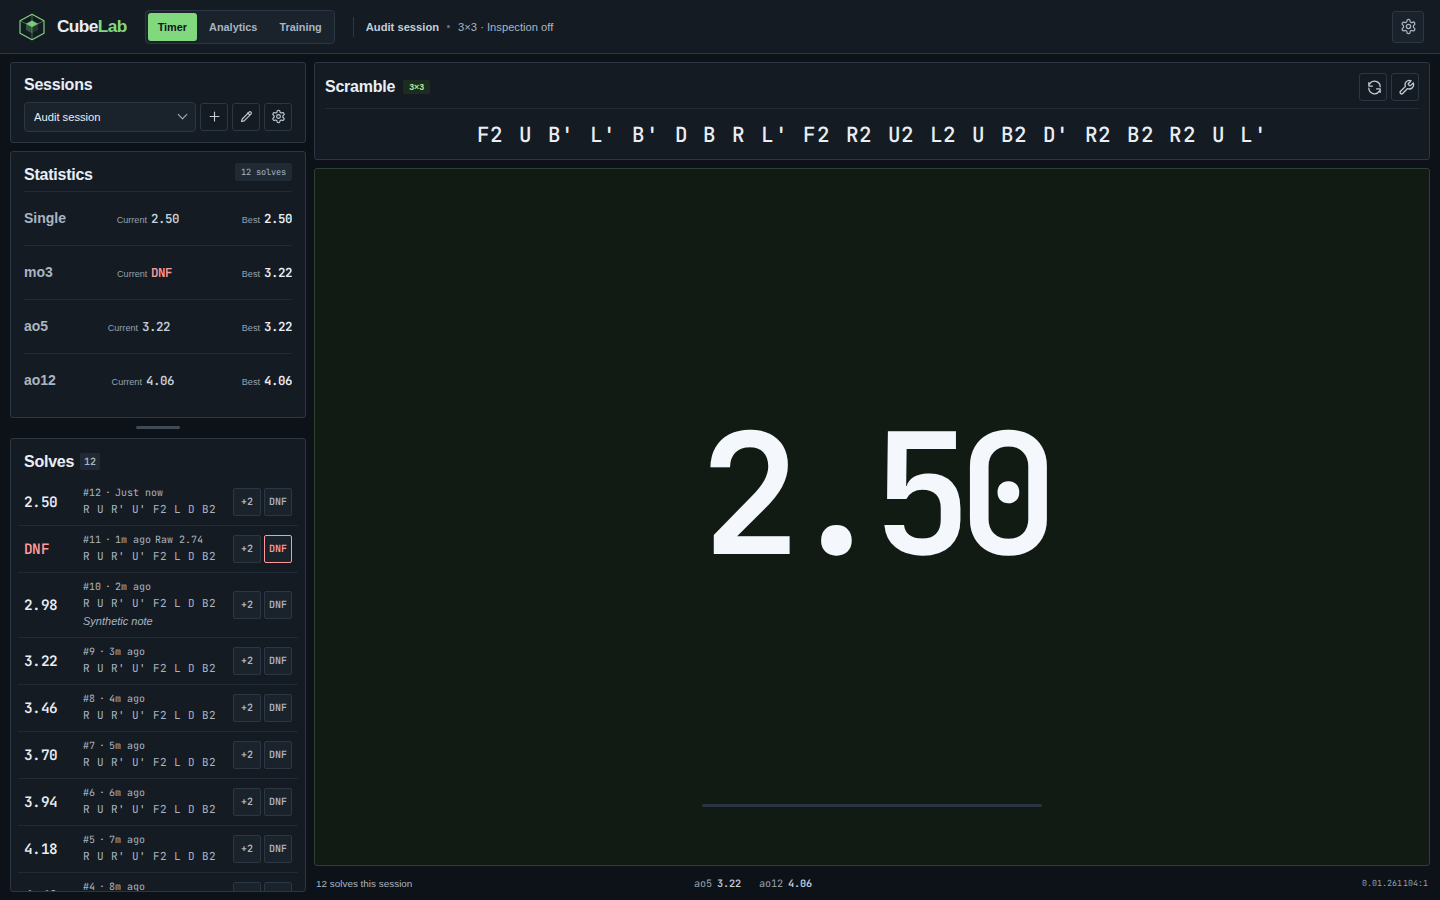 CubeLab Timer Analytics Training Audit session • 3×3 · Inspection off
Sessions
Audit session
Statistics 12 solves
Single Current 2.50 Best 2.50
mo3 Current DNF Best 3.22
ao5 Current 3.22 Best 3.22
ao12 Current 4.06 Best 4.06
Solves 12
2.50 #12 · Just now +2 DNF
R U R' U' F2 L D B2
DNF #11 · 1m ago Raw 2.74 +2 DNF
R U R' U' F2 L D B2
2.98 #10 · 2m ago +2 DNF
R U R' U' F2 L D B2
Synthetic note
3.22 #9 · 3m ago +2 DNF
R U R' U' F2 L D B2
3.46 #8 · 4m ago +2 DNF
R U R' U' F2 L D B2
3.70 #7 · 5m ago +2 DNF
R U R' U' F2 L D B2
3.94 #6 · 6m ago +2 DNF
R U R' U' F2 L D B2
4.18 #5 · 7m ago +2 DNF
R U R' U' F2 L D B2
#4 · 8m ago
Scramble 3×3
F2 U B' L' B' D B R L' F2 R2 U2 L2 U B2 D' R2 B2 R2 U L'
2.50
12 solves this session ao5 3.22 ao12 4.06 0.01.261104:1